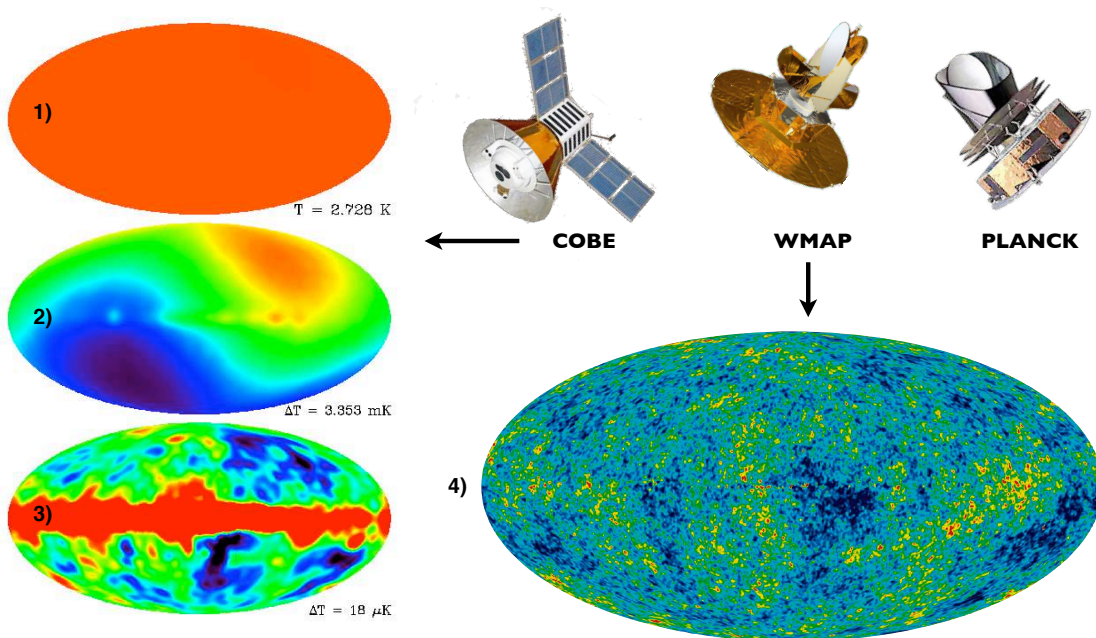 1)
T = 2.728 K
COBE
WMAP
PLANCK
2)
ΔT = 3.353 mK
3)
4)
ΔT = 18 μK